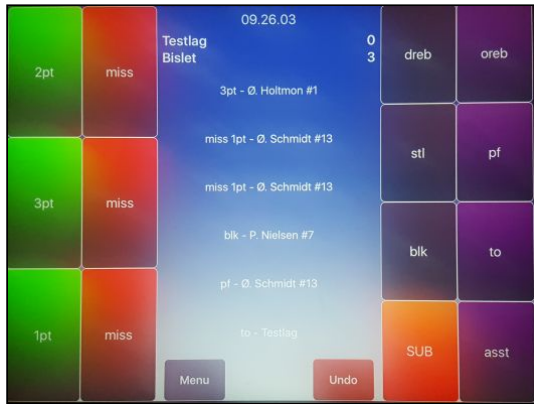 09.26.03
Testlag 0
Bislet 3
3pt - Ø. Holtmon #1
miss 1pt - Ø. Schmidt #13
miss 1pt - Ø. Schmidt #13
blk - P. Nielsen #7
pf - Ø. Schmidt #13
to - Testlag
2pt miss
3pt miss
1pt miss
dreb oreb
stl pf
blk to
SUB asst
Menu Undo